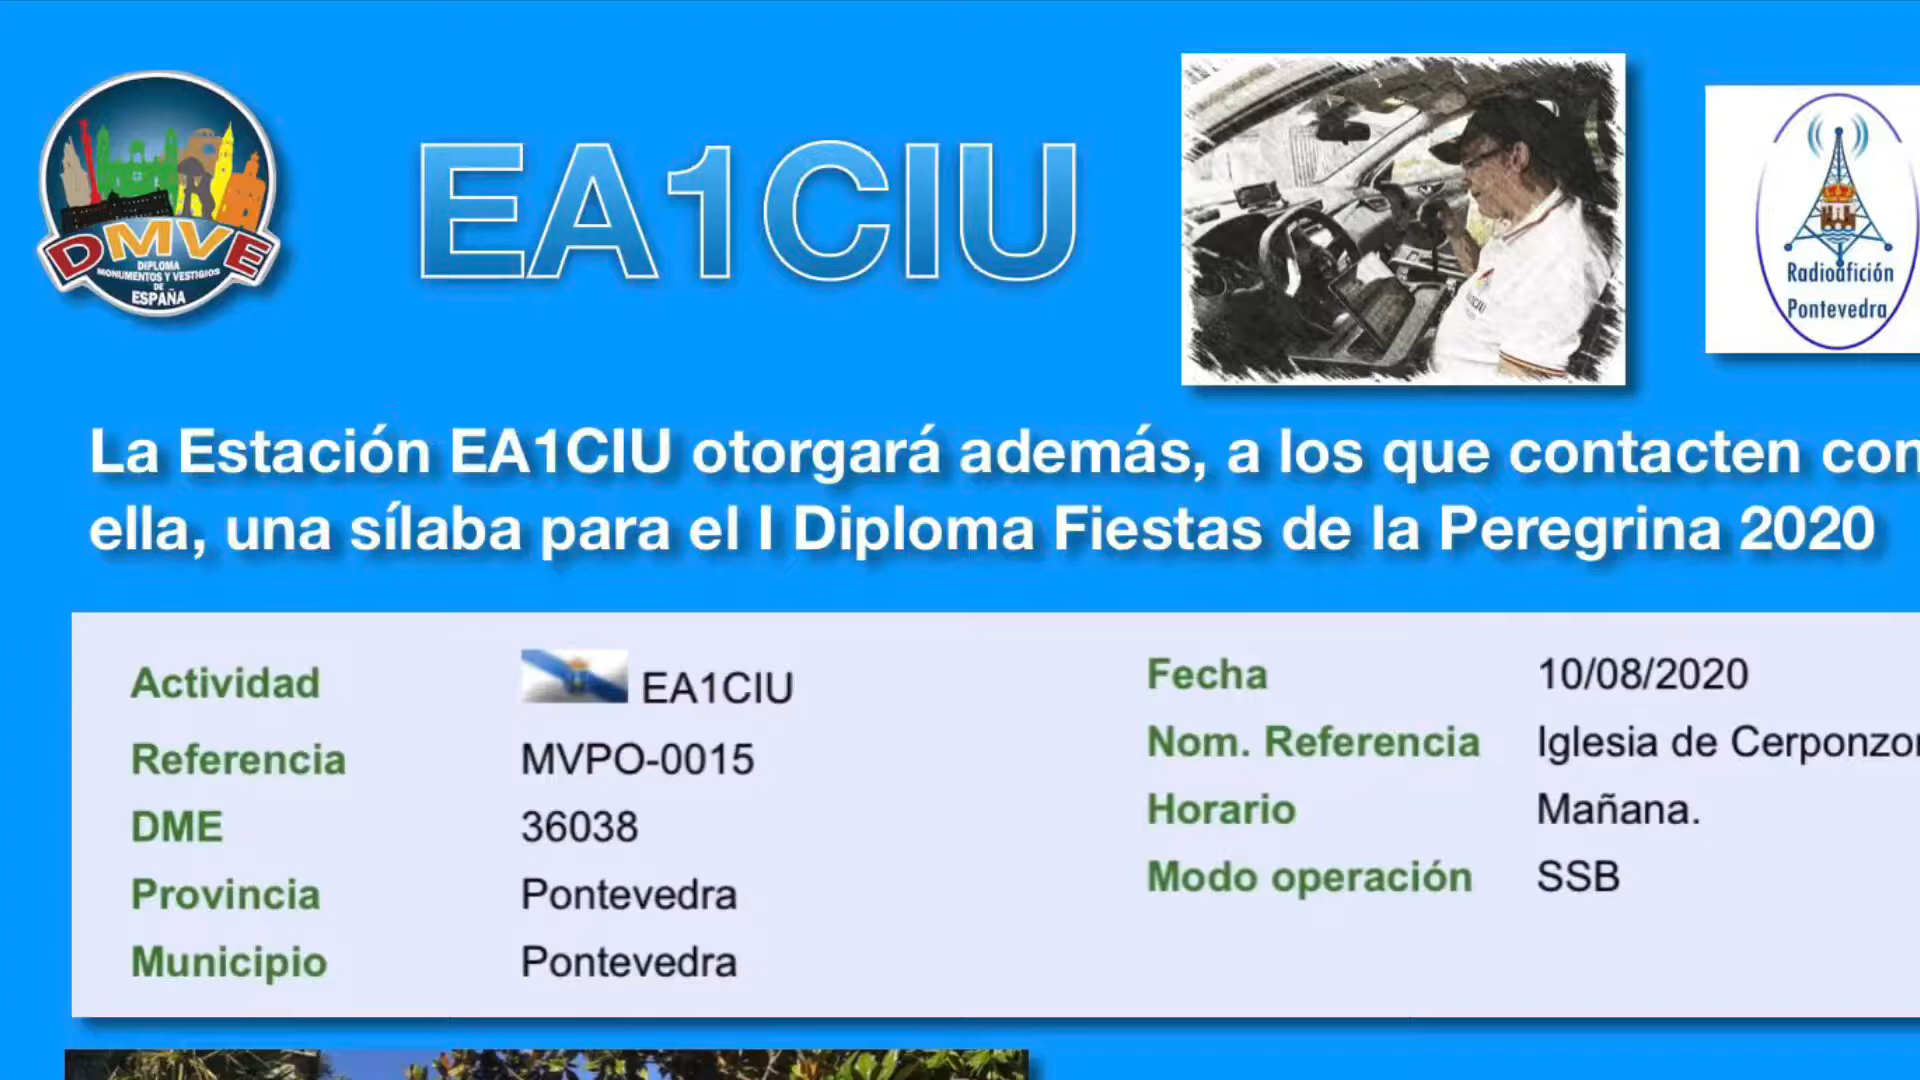 DMVE
DIPLOMA
MONUMENTOS Y VESTIGIOS
DE
ESPAÑA
EA1CIU
Radioafición
Pontevedra
La Estación EA1CIU otorgará además, a los que contacten con
ella, una sílaba para el I Diploma Fiestas de la Peregrina 2020
Actividad EA1CIU
Referencia MVPO-0015
DME 36038
Provincia Pontevedra
Municipio Pontevedra
Fecha 10/08/2020
Nom. Referencia Iglesia de
Horario Mañana.
Modo operación SSB